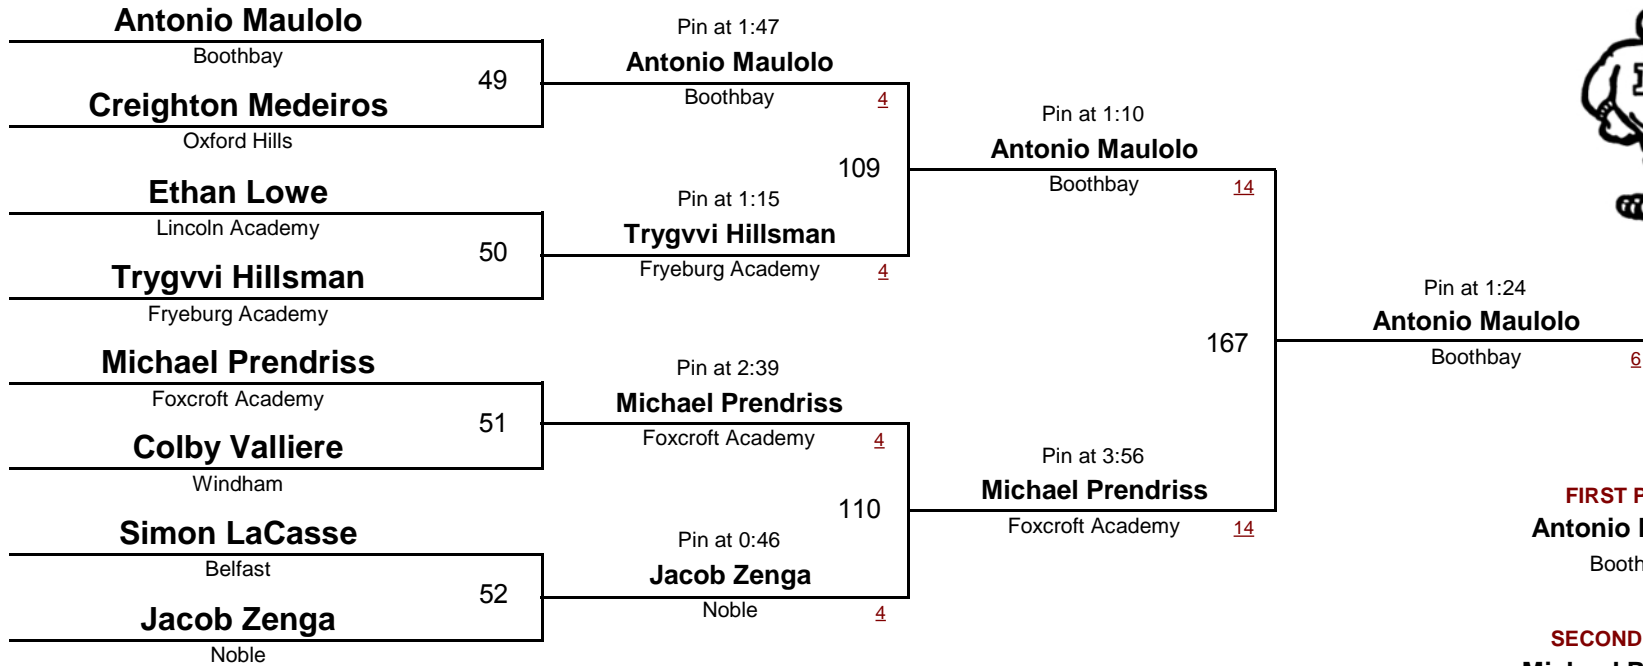 Antonio Maulolo
Boothbay
49
Creighton Medeiros
Oxford Hills
Ethan Lowe
Lincoln Academy
50
Trygvvi Hillsman
Fryeburg Academy
Michael Prendriss
Foxcroft Academy
51
Colby Valliere
Windham
Simon LaCasse
Belfast
52
Jacob Zenga
Noble
Pin at 1:47
Antonio Maulolo
Boothbay 4
109
Pin at 1:15
Trygvvi Hillsman
Fryeburg Academy 4
Pin at 2:39
Michael Prendriss
Foxcroft Academy 4
110
Pin at 0:46
Jacob Zenga
Noble 4
Pin at 1:10
Antonio Maulolo
Boothbay 14
167
Pin at 3:56
Michael Prendriss
Foxcroft Academy 14
Pin at 1:24
Antonio Maulolo
Boothbay 6
FIRST
Antonio
Booth
SECOND